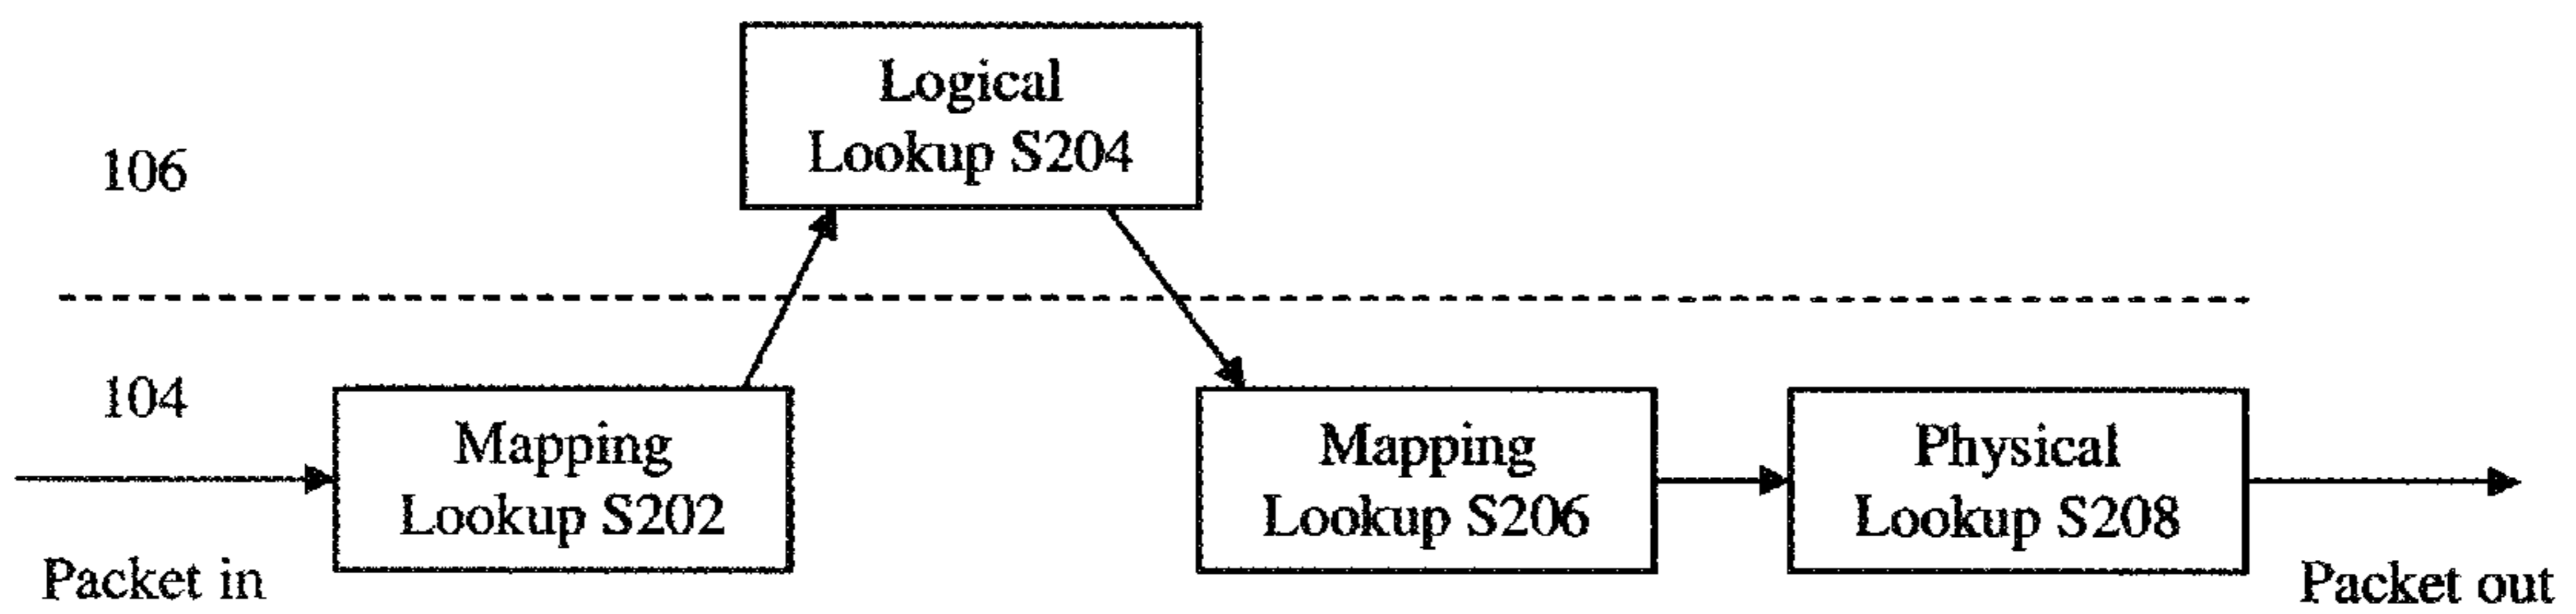 Logical
Lookup S204
106
104
Mapping
Lookup S202
Mapping
Lookup S206
Physical
Lookup S208
Packet in
Packet out